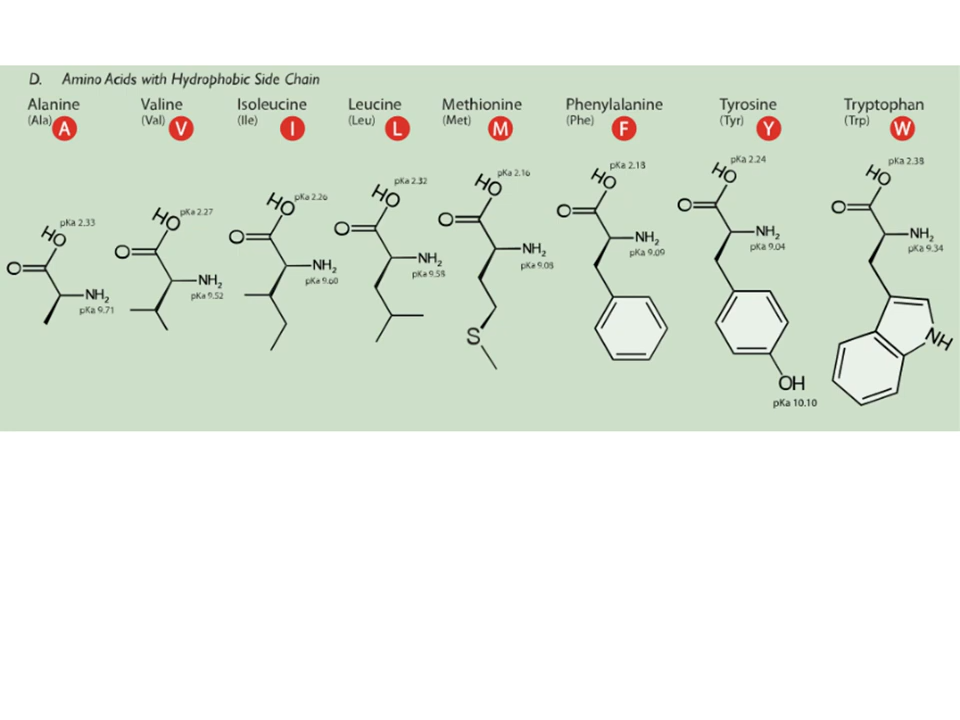 D. Amino Acids with Hydrophobic Side Chain
Alanine
(Ala) A
Valine
(Val) V
Isoleucine
(Ile) I
Leucine
(Leu) L
Methionine
(Met) M
Phenylalanine
(Phe) F
Tyrosine
(Tyr) Y
Tryptophan
(Trp) W
pKa 2.33
HO
O
NH2
pKa 9.71
pKa 2.27
HO
O
NH2
pKa 9.52
pKa 2.26
HO
O
NH2
pKa 9.60
pKa 2.32
HO
O
NH2
pKa 9.58
pKa 2.16
HO
O
NH2
pKa 9.08
S
pKa 2.18
HO
O
NH2
pKa 9.09
pKa 2.24
HO
O
NH2
pKa 9.04
OH
pKa 10.10
pKa 2.38
HO
O
NH2
pKa 9.34
NH